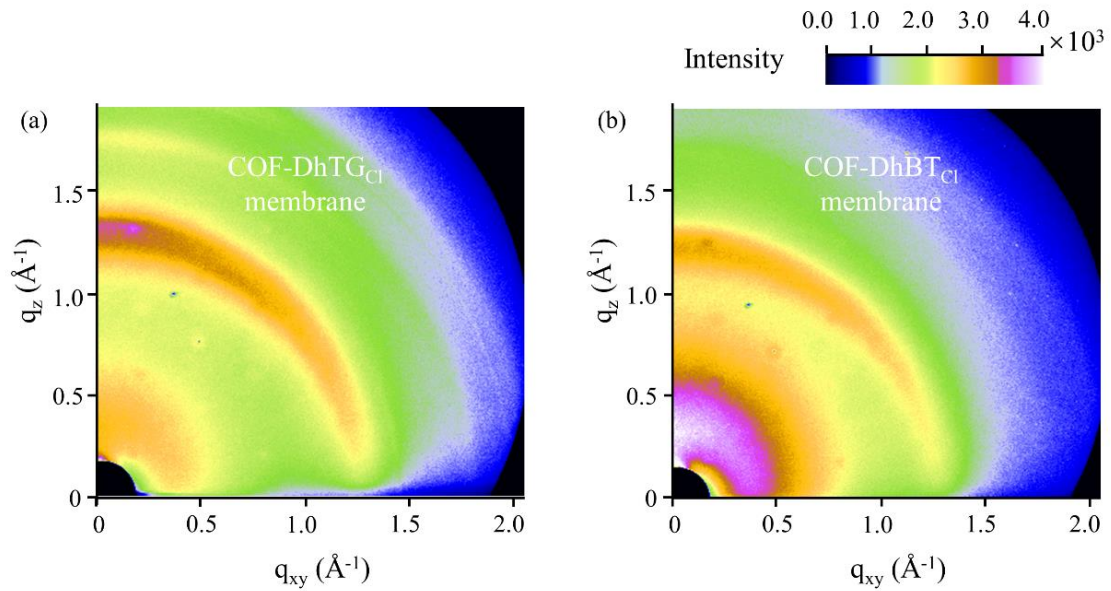 0.0 1.0 2.0 3.0 4.0
×10³
Intensity
(a)
COF-DhTG_Cl
membrane
1.5
1.0
0.5
0
q_z (Å⁻¹)
0 0.5 1.0 1.5 2.0
q_xy (Å⁻¹)
(b)
COF-DhBT_Cl
membrane
1.5
1.0
0.5
0
q_z (Å⁻¹)
0 0.5 1.0 1.5 2.0
q_xy (Å⁻¹)